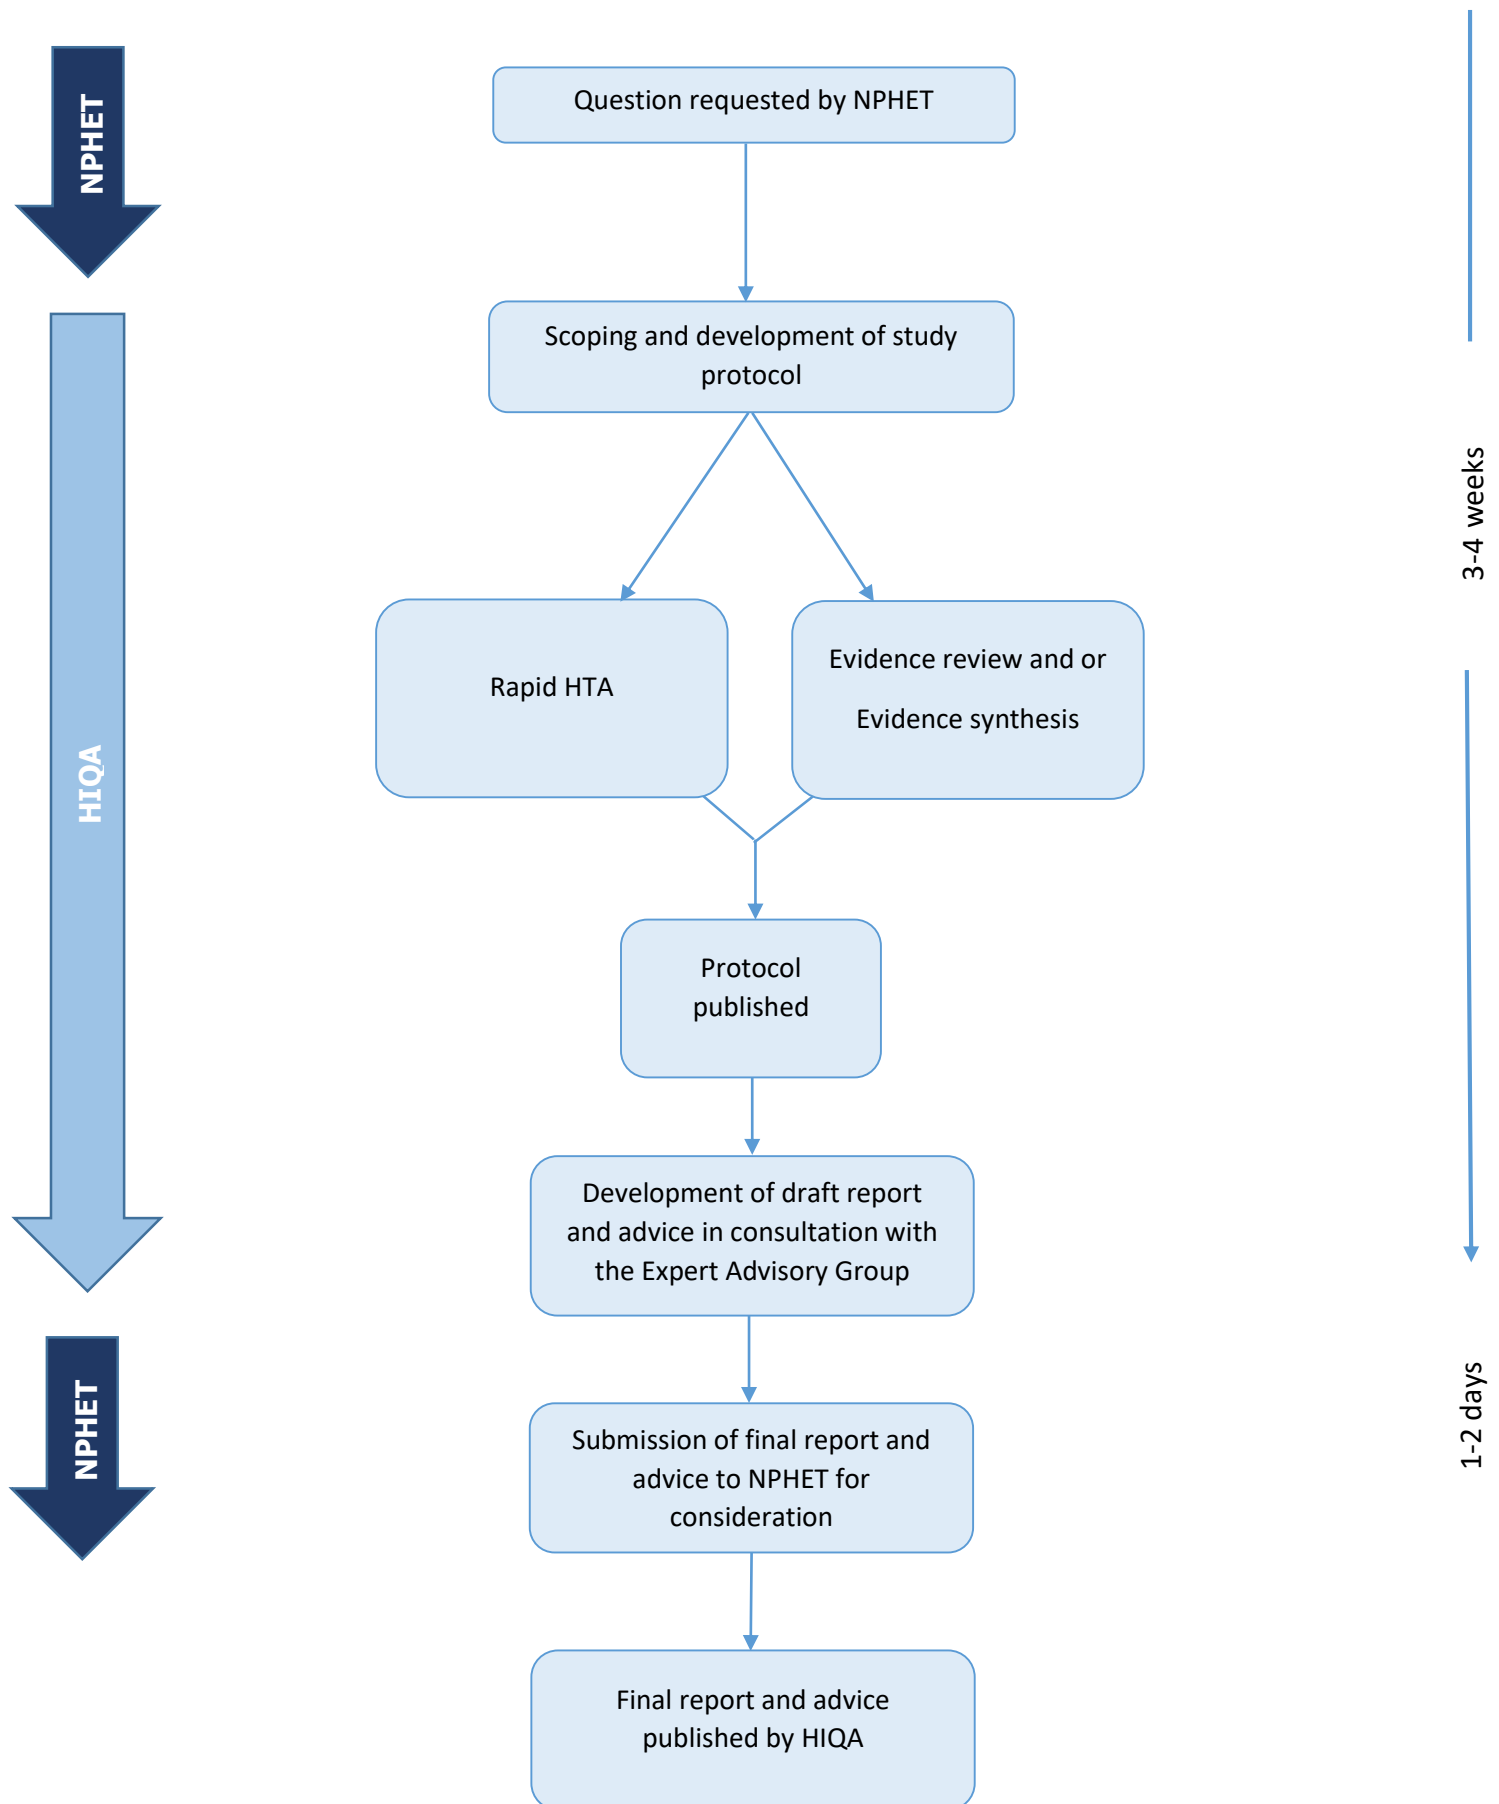 NPHET
Question requested by NPHET
Scoping and development of study
protocol
3-4 weeks
Rapid HTA
Evidence review and or
Evidence synthesis
HIQA
Protocol
published
Development of draft report
and advice in consultation with
the Expert Advisory Group
NPHET
Submission of final report and
advice to NPHET for
consideration
1-2 days
Final report and advice
published by HIQA